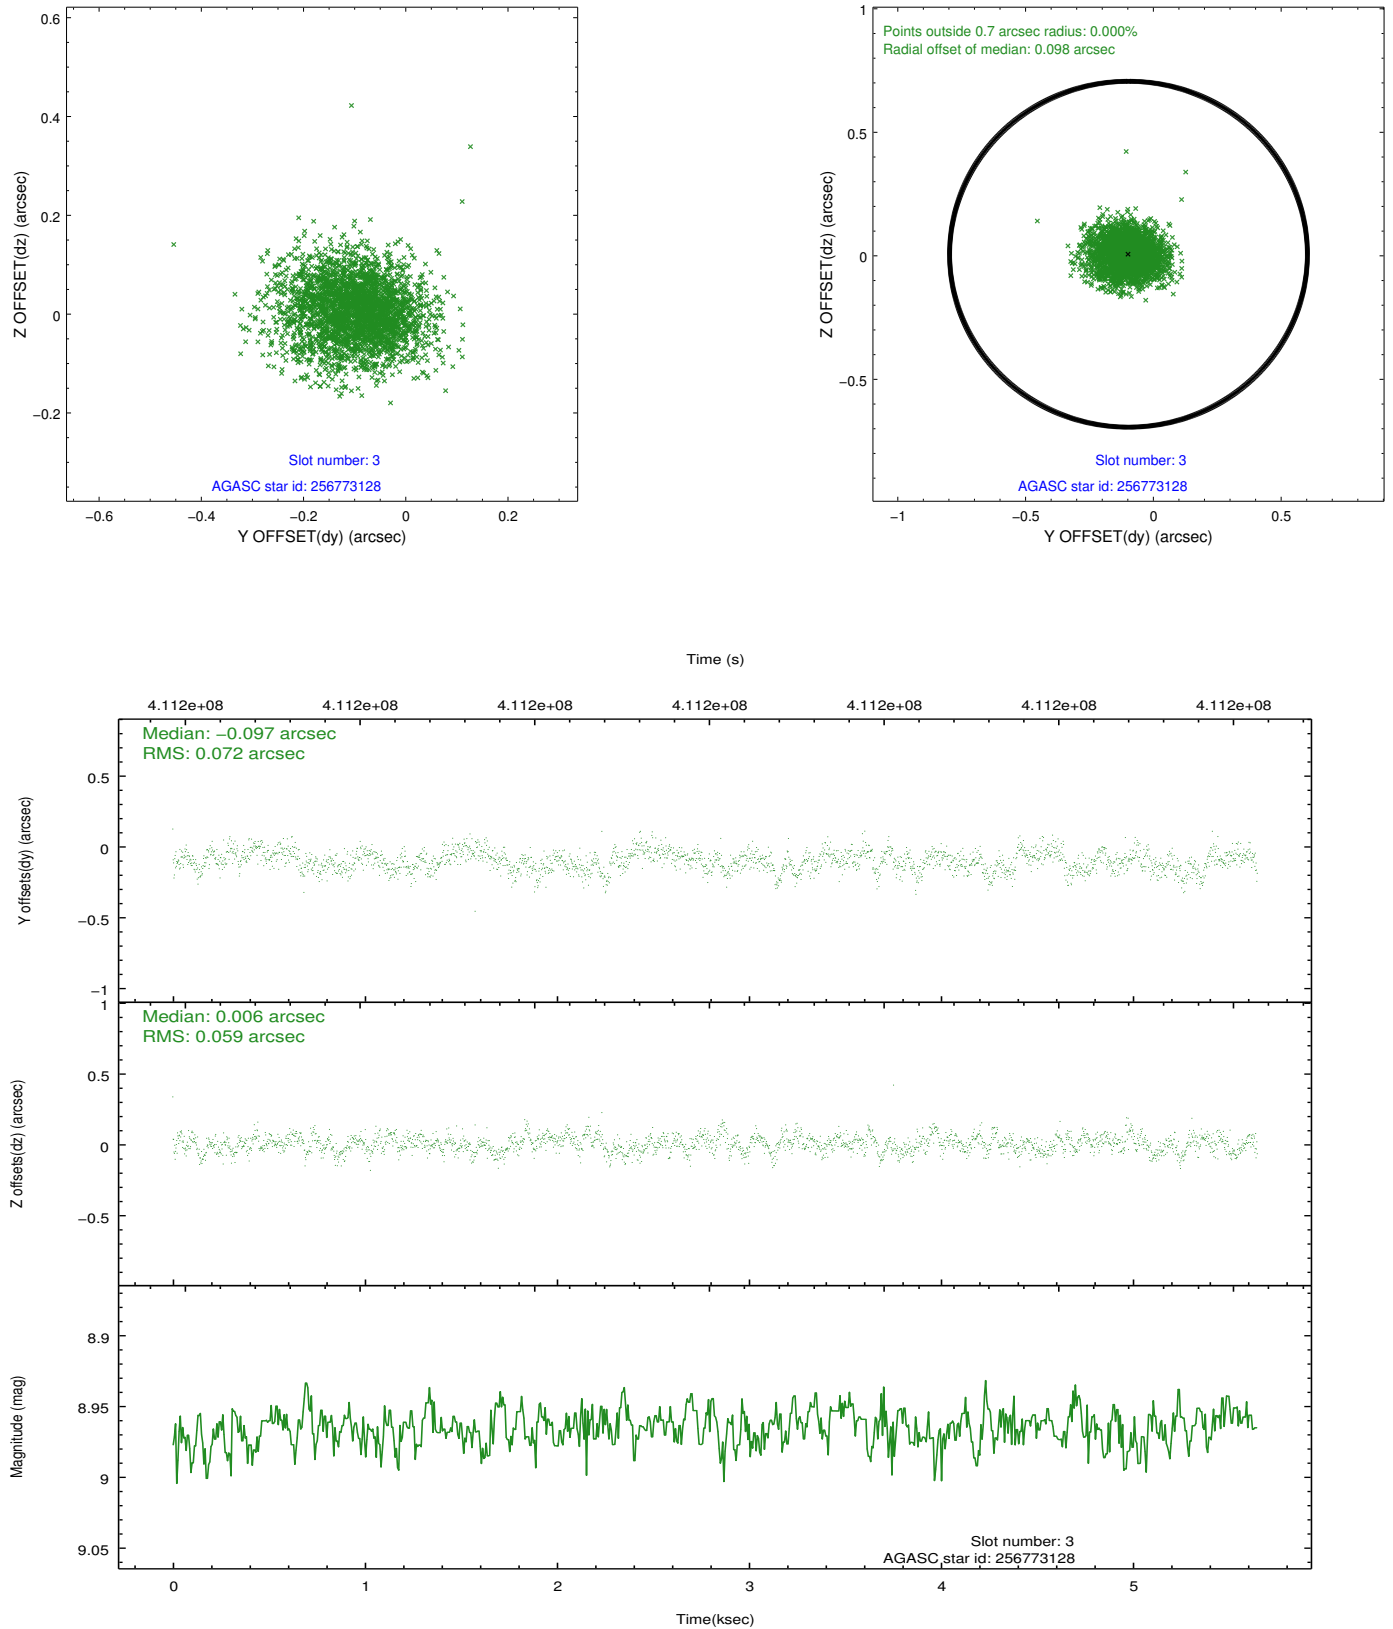 0.6
0.4
0.2
0
−0.2
Z OFFSET(dz) (arcsec)
Slot number: 3
AGASC star id: 256773128
−0.6 −0.4 −0.2 0 0.2
Y OFFSET(dy) (arcsec)
1
0.5
0
−0.5
Z OFFSET(dz) (arcsec)
Points outside 0.7 arcsec radius: 0.000%
Radial offset of median: 0.098 arcsec
Slot number: 3
AGASC star id: 256773128
−1 −0.5 0 0.5
Y OFFSET(dy) (arcsec)
Time (s)
4.112e+08 4.112e+08 4.112e+08 4.112e+08 4.112e+08 4.112e+08 4.112e+08
Median: −0.097 arcsec
RMS: 0.072 arcsec
0.5
0
−0.5
−1
Y offsets(dy) (arcsec)
1
Median: 0.006 arcsec
RMS: 0.059 arcsec
0.5
0
−0.5
Z offsets(dz) (arcsec)
8.9
8.95
9
9.05
Magnitude (mag)
Slot number: 3
AGASC star id: 256773128
0 1 2 3 4 5
Time(ksec)